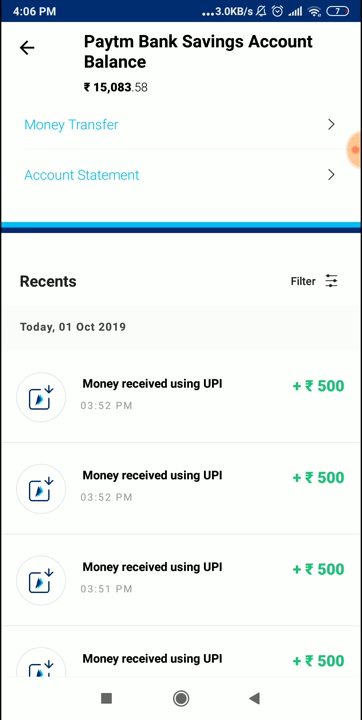 4:06 PM ...3.0KB/s 7
Paytm Bank Savings Account
Balance
₹ 15,083.58
Money Transfer
Account Statement
Recents
Filter
Today, 01 Oct 2019
Money received using UPI
+ ₹ 500
03:52 PM
Money received using UPI
+ ₹ 500
03:52 PM
Money received using UPI
+ ₹ 500
03:51 PM
Money received using UPI
+ ₹ 500